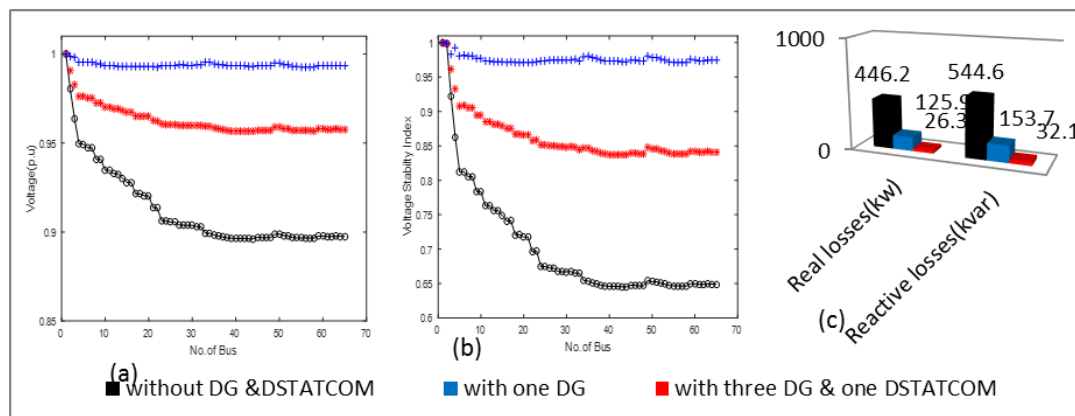 1
0.95
0.9
0.85
Voltage(p.u)
0 10 20 30 40 50 60 70
No.of Bus
(a)
1
0.95
0.9
0.85
0.8
0.75
0.7
0.65
0.6
Voltage Stabilty Index
0 10 20 30 40 50 60 70
No.of Bus
(b)
1000
0
446.2
125.9
26.3
544.6
153.7
32.1
Real losses(kw)
Reactive losses(kvar)
(c)
without DG &DSTATCOM
with one DG
with three DG & one DSTATCOM